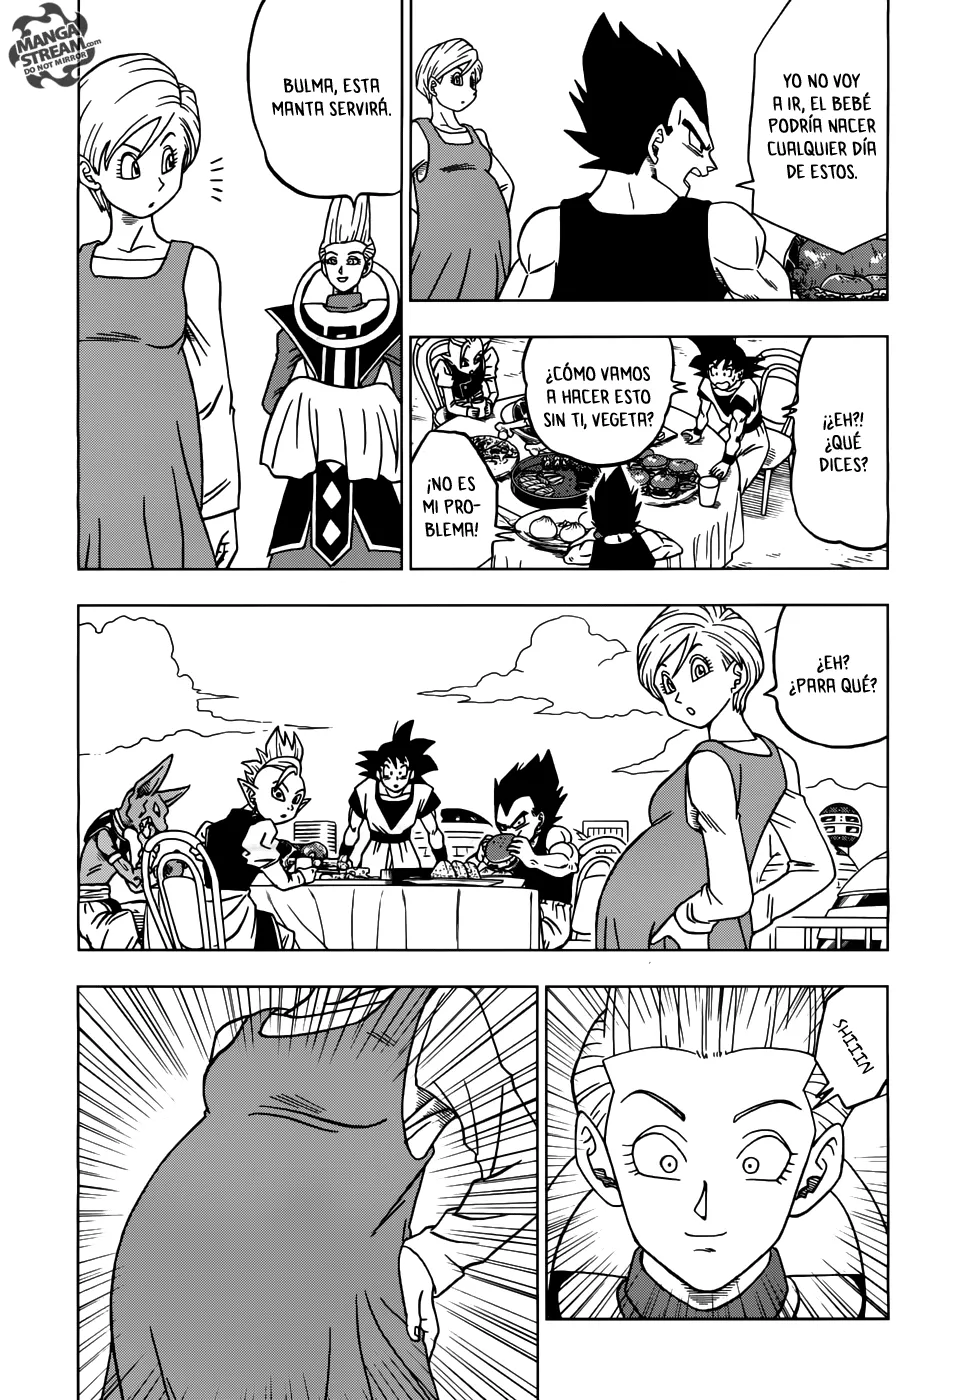 MANGA
STREAM.com
DO NOT MIRROR
YO NO VOY
A IR, EL BEBÉ
PODRÍA NACER
CUALQUIER DÍA
DE ESTOS.
BULMA, ESTA
MANTA SERVIRÁ.
¡¿EH?!
¿QUÉ
DICES?
¿CÓMO VAMOS
A HACER ESTO
SIN TI, VEGETA?
¡NO ES
MI PRO-
BLEMA!
¿EH?
¿PARA QUÉ?
SHIIIN